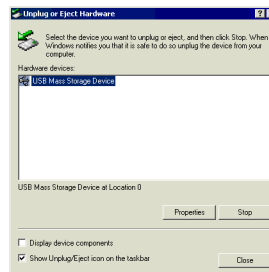 Unplug or Eject Hardware
Select the device you want to unplug or eject, and then click Stop. When
Windows notifies you that it is safe to do so unplug the device from your
computer.
Hardware devices:
USB Mass Storage Device
USB Mass Storage Device at Location 0
Properties
Stop
Display device components
Show Unplug/Eject icon on the taskbar
Close